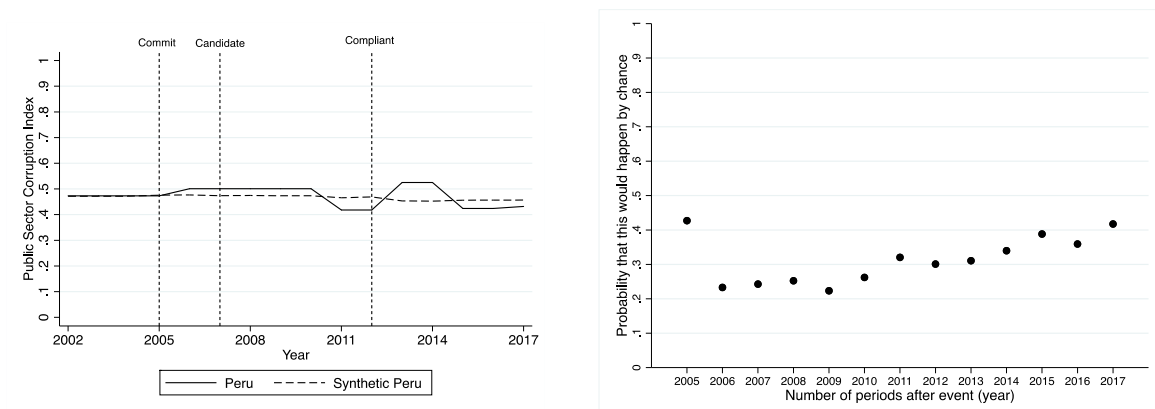 Commit Candidate Compliant
Public Sector Corruption Index
1
.9
.8
.7
.6
.5
.4
.3
.2
.1
0
2002 2005 2008 2011 2014 2017
Year
Peru Synthetic Peru
Probability that this would happen by chance
1
.9
.8
.7
.6
.5
.4
.3
.2
.1
0
2005 2006 2007 2008 2009 2010 2011 2012 2013 2014 2015 2016 2017
Number of periods after event (year)